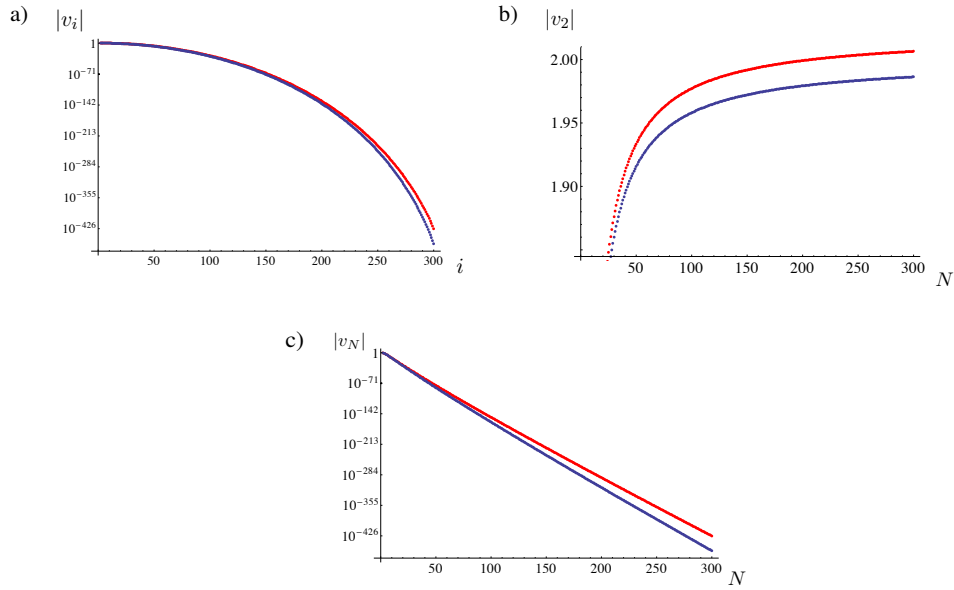 a)
|v_i|
1
10^{-71}
10^{-142}
10^{-213}
10^{-284}
10^{-355}
10^{-426}
50 100 150 200 250 300
i
b)
|v_2|
2.00
1.95
1.90
50 100 150 200 250 300
N
c)
|v_N|
1
10^{-71}
10^{-142}
10^{-213}
10^{-284}
10^{-355}
10^{-426}
50 100 150 200 250 300
N